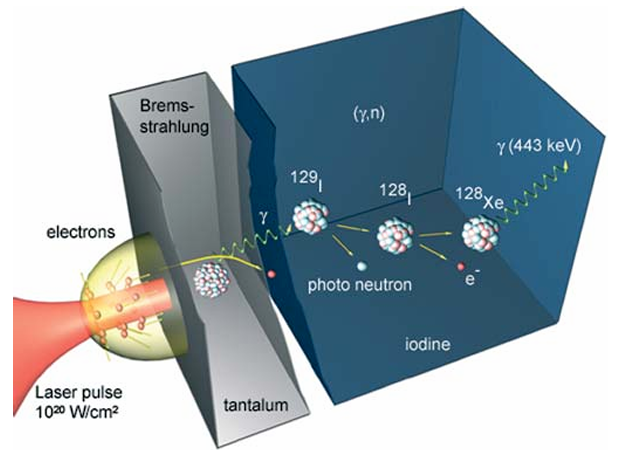 Brems-
strahlung
(γ,n)
γ (443 keV)
129I
128I
128Xe
γ
electrons
photo neutron
e-
iodine
Laser pulse
10²⁰ W/cm²
tantalum